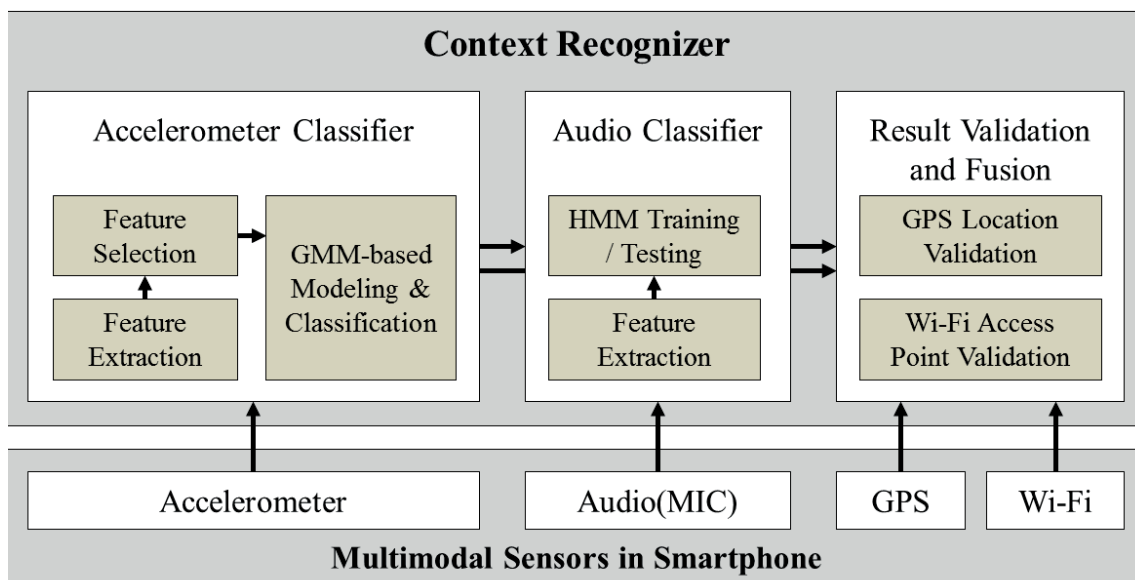 Context Recognizer
Accelerometer Classifier
Feature
Selection
Feature
Extraction
GMM-based
Modeling &
Classification
Audio Classifier
HMM Training
/ Testing
Feature
Extraction
Result Validation
and Fusion
GPS Location
Validation
Wi-Fi Access
Point Validation
Accelerometer
Audio(MIC)
GPS
Wi-Fi
Multimodal Sensors in Smartphone